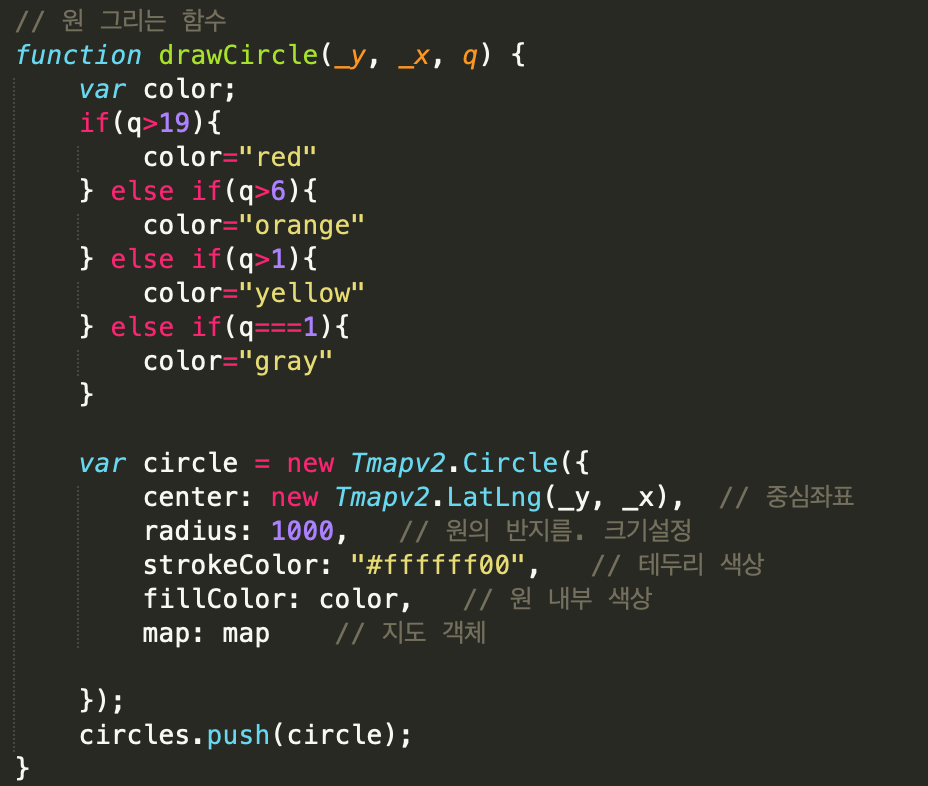 // 원 그리는 함수
function drawCircle(_y, _x, q) {
    var color;
    if(q>19){
        color="red"
    } else if(q>6){
        color="orange"
    } else if(q>1){
        color="yellow"
    } else if(q===1){
        color="gray"
    }

    var circle = new Tmapv2.Circle({
        center: new Tmapv2.LatLng(_y, _x),  // 중심좌표
        radius: 1000,   // 원의 반지름. 크기설정
        strokeColor: "#ffffff00",   // 테두리 색상
        fillColor: color,   // 원 내부 색상
        map: map    // 지도 객체

    });
    circles.push(circle);
}